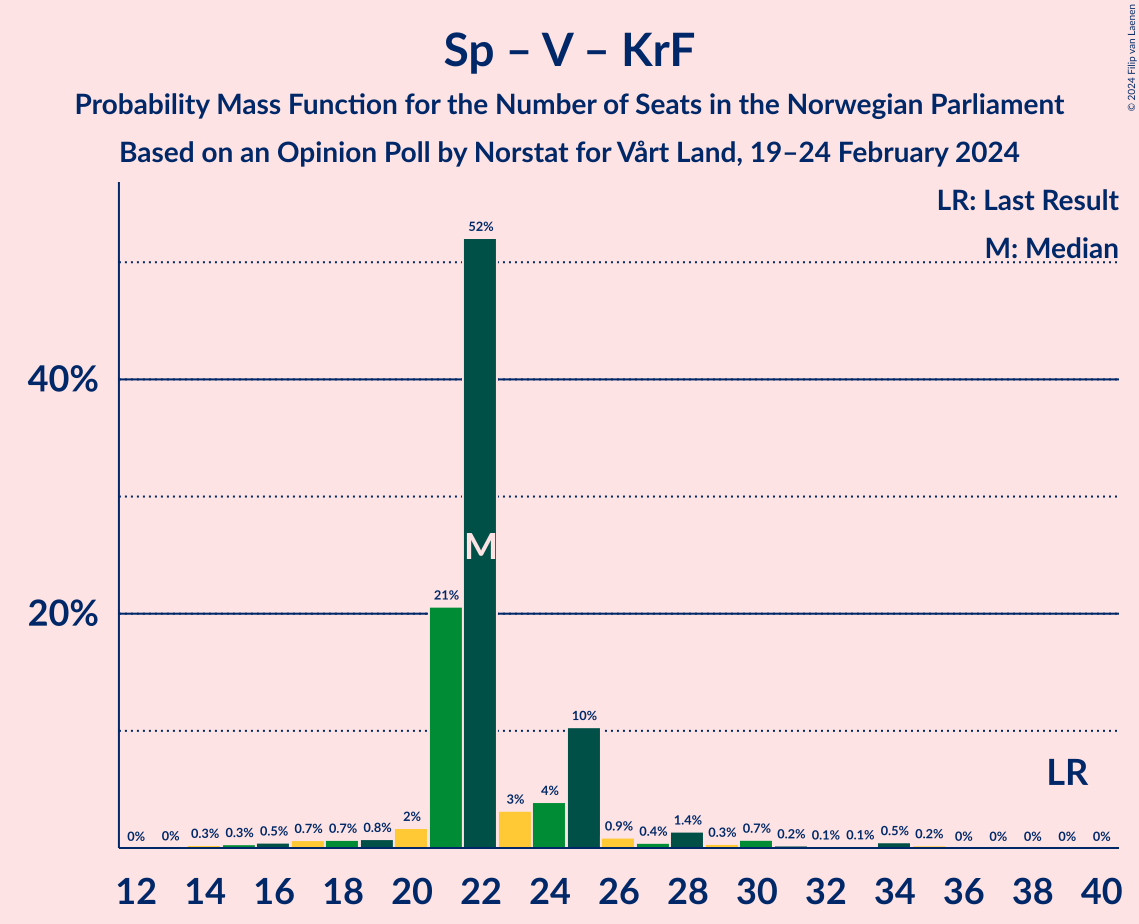 Sp – V – KrF
Probability Mass Function for the Number of Seats in the Norwegian Parliament
Based on an Opinion Poll by Norstat for Vårt Land, 19–24 February 2024
© 2024 Filip van Laenen
LR: Last Result
M: Median
52%
40%
M
21%
20%
10%
LR
0% 0% 0.3% 0.3% 0.5% 0.7% 0.7% 0.8% 2% 3% 4% 0.9% 0.4% 1.4% 0.3% 0.7% 0.2% 0.1% 0.1% 0.5% 0.2% 0% 0% 0% 0% 0%
12 14 16 18 20 22 24 26 28 30 32 34 36 38 40